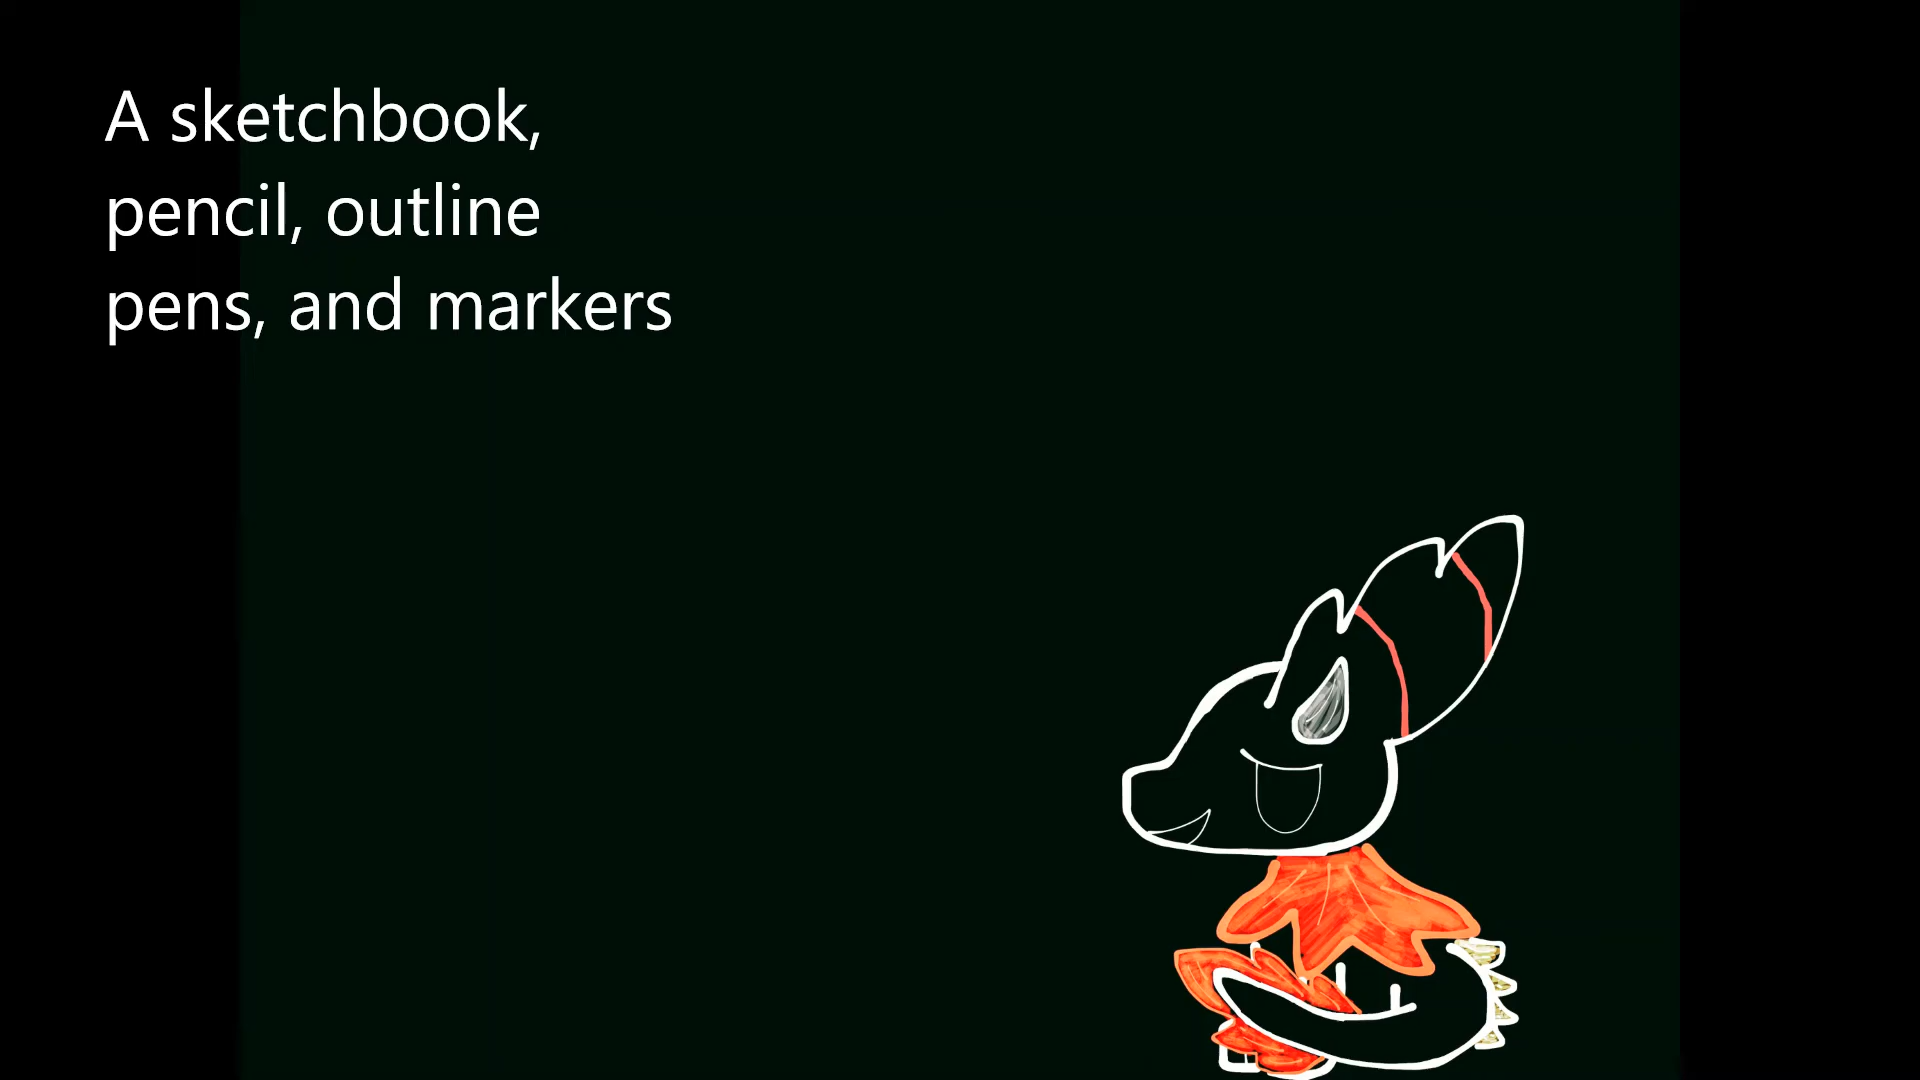 A sketchbook,
pencil, outline
pens, and markers